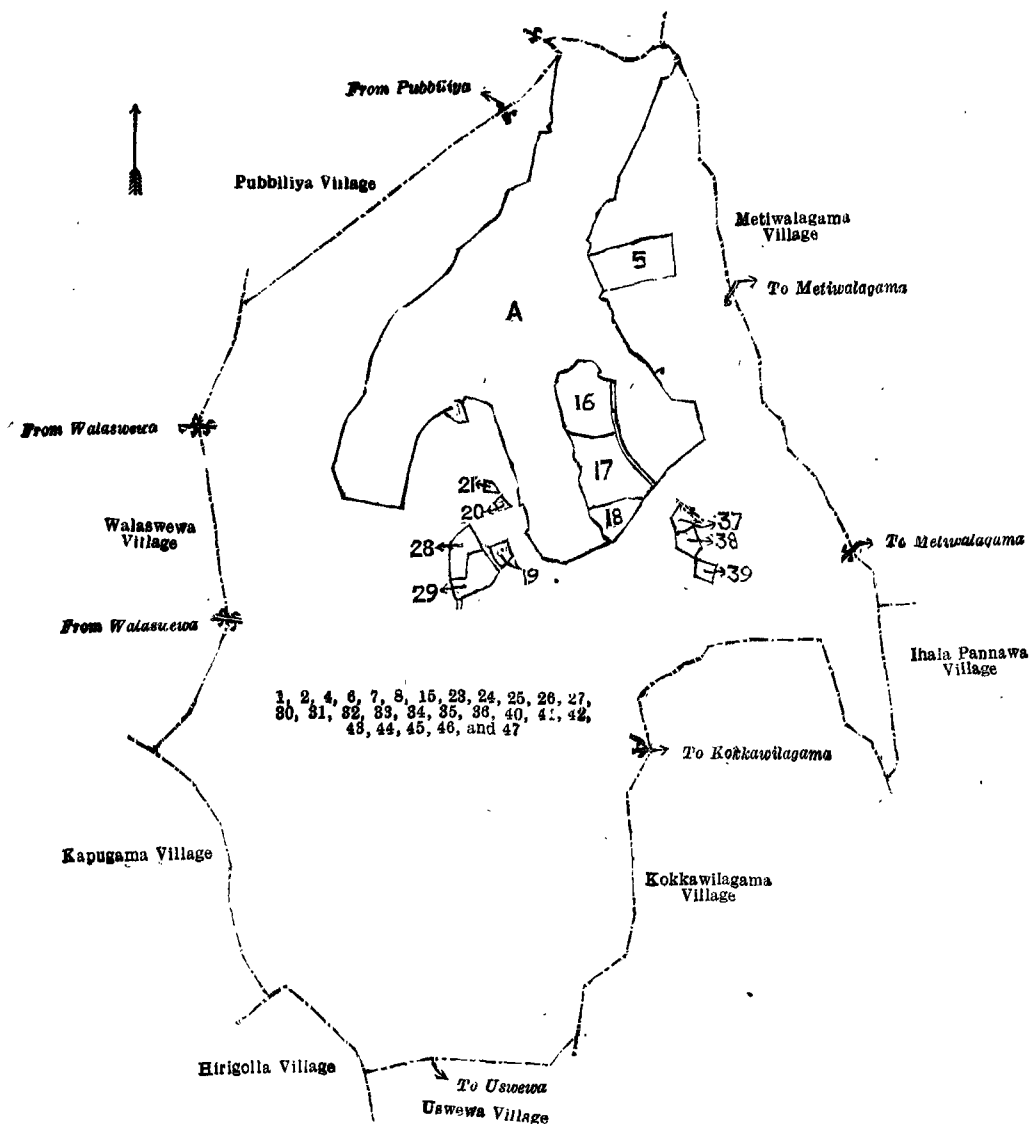 From Pubbiliya
Pubbiliya Village
Metiwalagama
Village
5
To Metiwalagama
A
16
From Walaswewa
17
21
20
18
37
Walaswewa
Village
28
38
To Metiwalagama
19
39
29
From Walasuewa
Ihala Pannawa
Village
1, 2, 4, 6, 7, 8, 15, 23, 24, 25, 26, 27,
30, 31, 32, 33, 34, 35, 36, 40, 41, 42,
43, 44, 45, 46, and 47
To Kokkawilagama
Kapugama Village
Kokkawilagama
Village
Hirigolla Village
To Uswewa
Uswewa Village